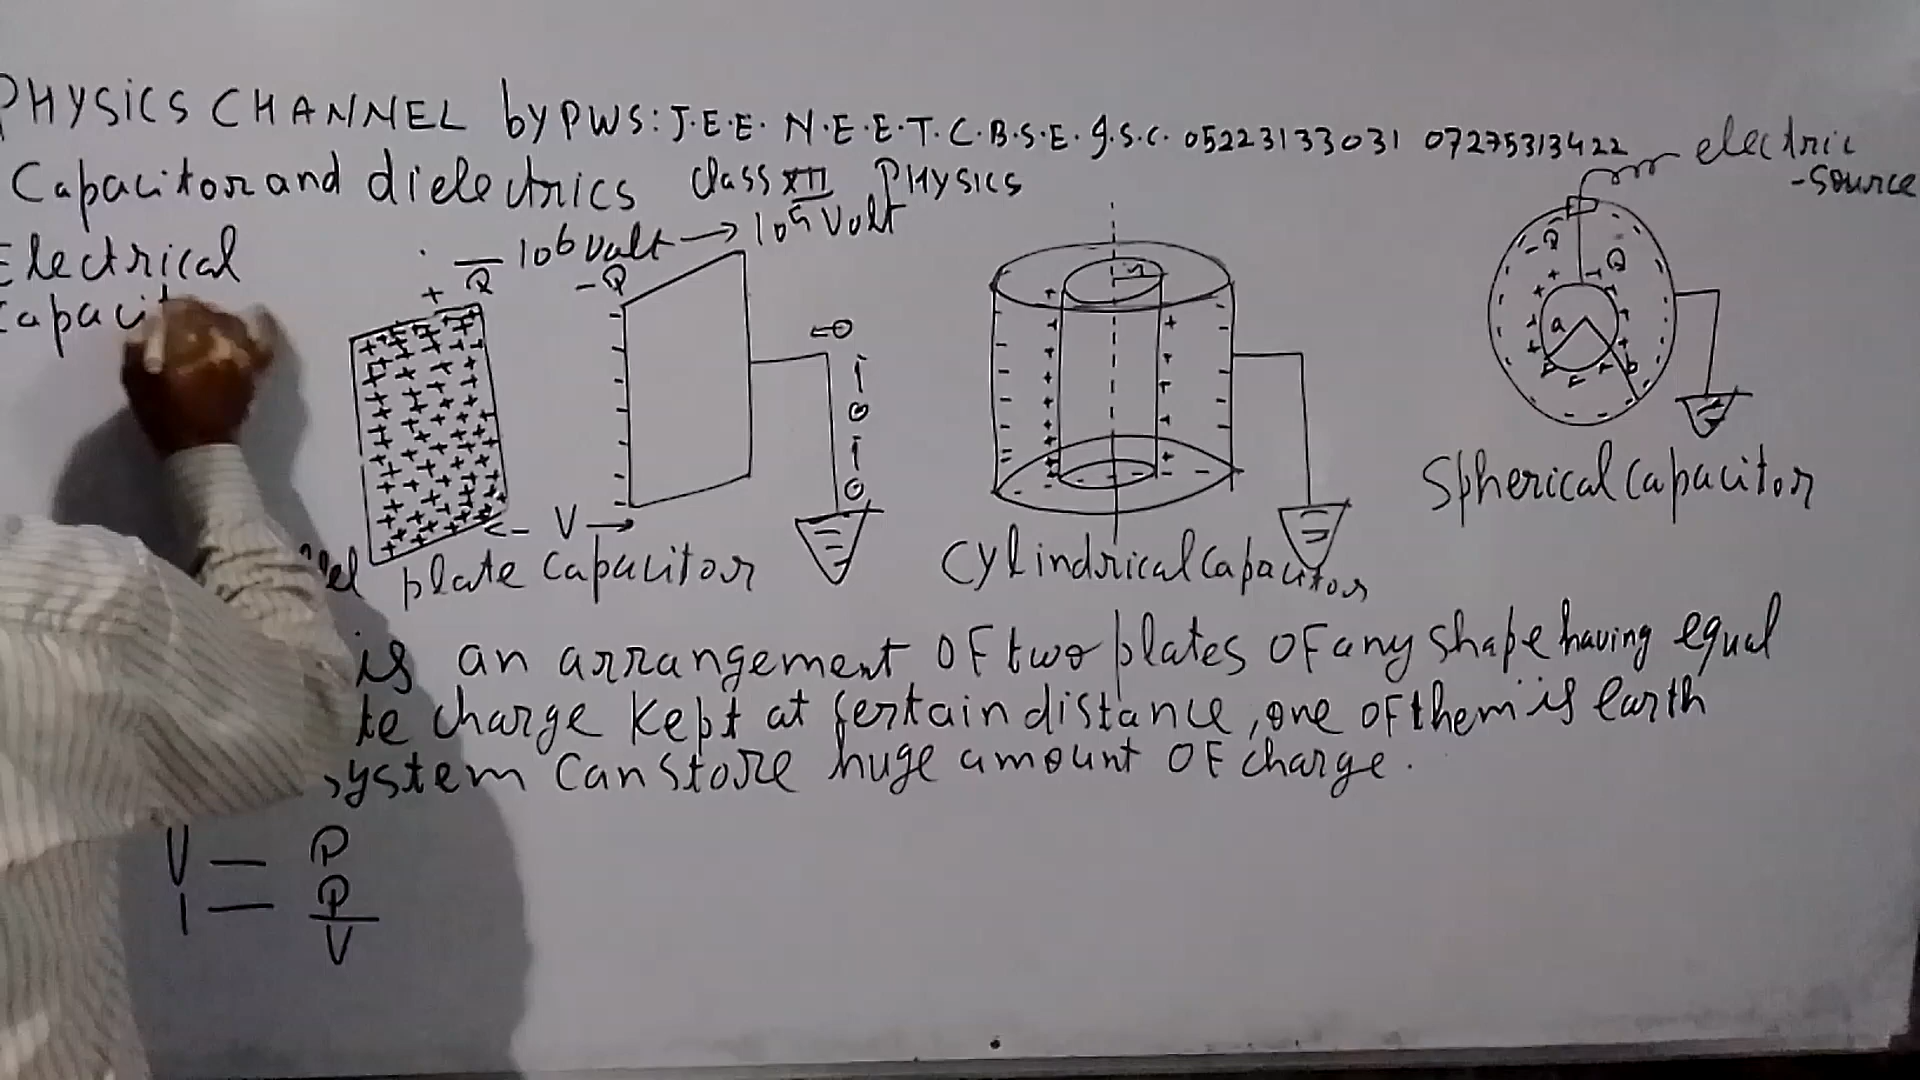 PHYSICS CHANNEL by PWS: J.E.E. N.E.E.T. C.B.S.E. I.S.C. 05223133031 07275313422
electric
-source
Capacitor and dielectrics class XII PHYSICS
Electrical
+ Q 106 volt → 105 volt
-Q
V
a
b
plate capacitor
Cylindrical Capacitor
Spherical Capacitor
is an arrangement OF two plates OF any shape having equal
charge kept at certain distance, one of them is earth
system can store huge amount OF charge.
V = Q
1 = Q
V